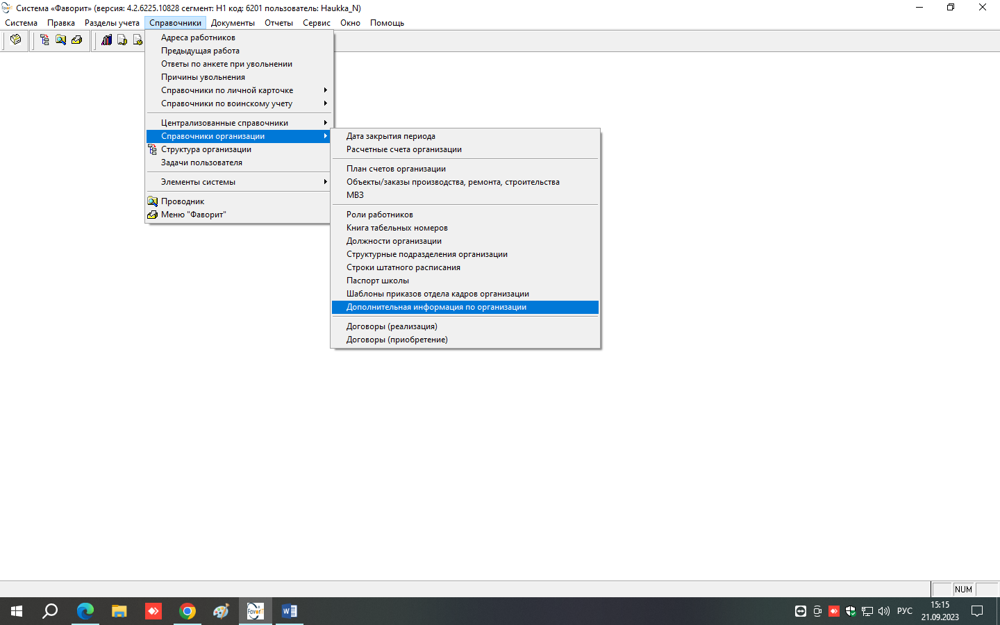 Система «Фаворит» (версия: 4.2.6225.10828 сегмент: H1 код: 6201 пользователь: Haukka_N)
Система Правка Разделы учета Справочники Документы Отчеты Сервис Окно Помощь
Адреса работников
Предыдущая работа
Ответы по анкете при увольнении
Причины увольнения
Справочники по личной карточке
Справочники по воинскому учету
Централизованные справочники
Справочники организации
Структура организации
Задачи пользователя
Элементы системы
Проводник
Меню "Фаворит"
Дата закрытия периода
Расчетные счета организации
План счетов организации
Объекты/заказы производства, ремонта, строительства
МВЗ
Роли работников
Книга табельных номеров
Должности организации
Структурные подразделения организации
Строки штатного расписания
Паспорт школы
Шаблоны приказов отдела кадров организации
Дополнительная информация по организации
Договоры (реализация)
Договоры (приобретение)
NUM
РУС
15:15
21.09.2023